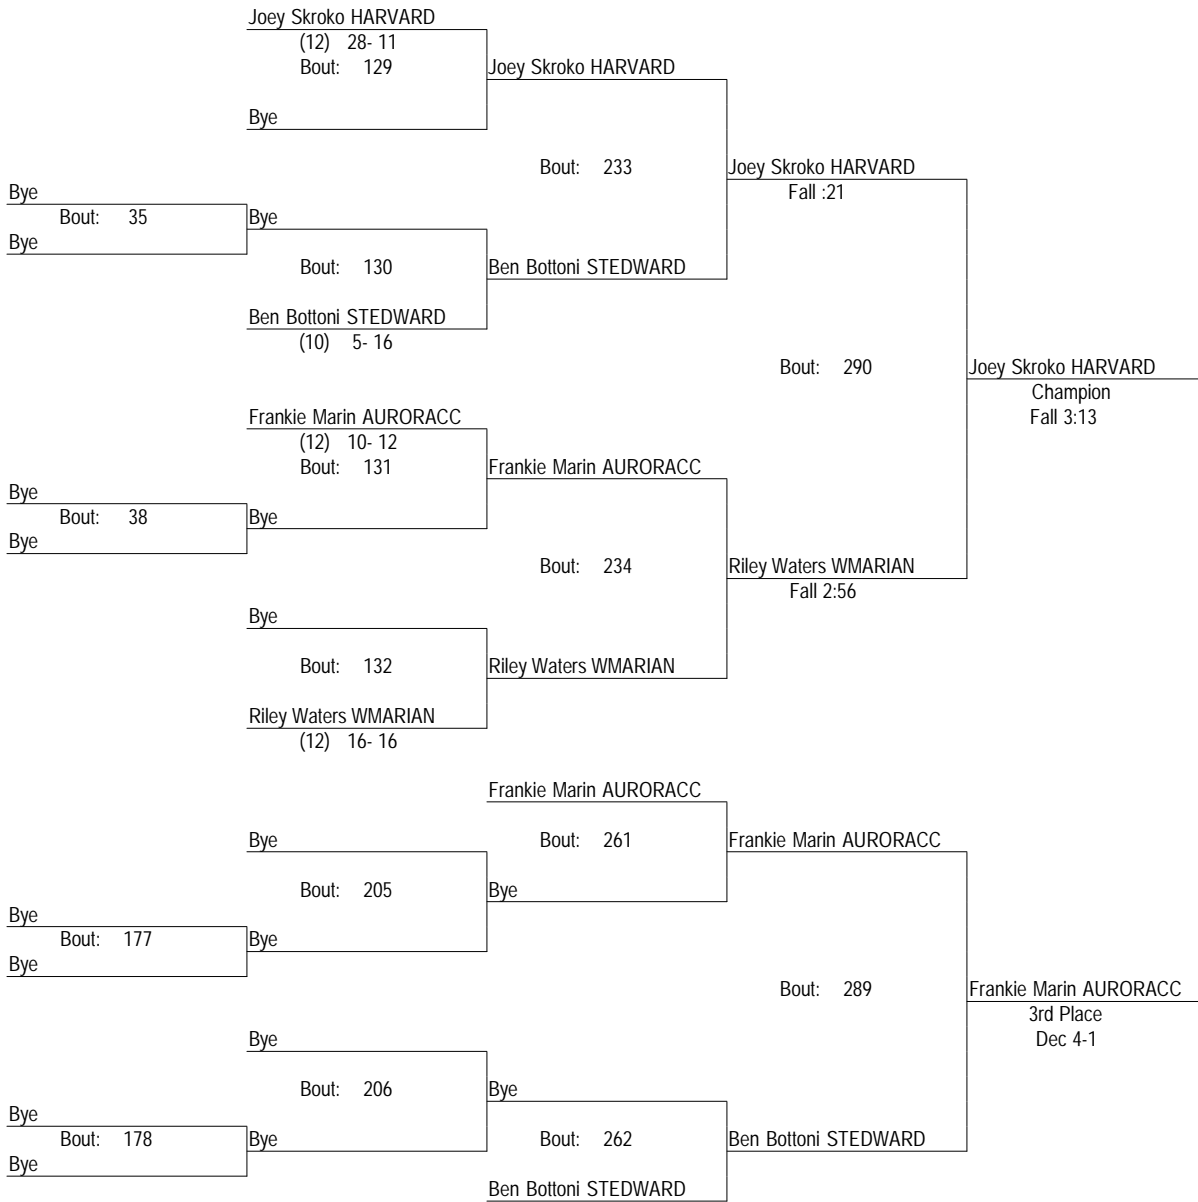 Joey Skroko HARVARD
(12) 28- 11
Bout: 129
Joey Skroko HARVARD
Bye
Bout: 233
Joey Skroko HARVARD
Fall :21
Bye
Bout: 35
Bye
Bye
Bout: 130
Ben Bottoni STEDWARD
Ben Bottoni STEDWARD
(10) 5- 16
Bout: 290
Joey Skroko HARVARD
Champion
Fall 3:13
Frankie Marin AURORACC
(12) 10- 12
Bout: 131
Frankie Marin AURORACC
Bye
Bout: 38
Bye
Bye
Bout: 234
Riley Waters WMARIAN
Fall 2:56
Bye
Bout: 132
Riley Waters WMARIAN
Riley Waters WMARIAN
(12) 16- 16
Frankie Marin AURORACC
Bye
Bout: 261
Frankie Marin AURORACC
Bout: 205
Bye
Bye
Bout: 177
Bye
Bye
Bout: 289
Frankie Marin AURORACC
3rd Place
Dec 4-1
Bye
Bout: 206
Bye
Bye
Bout: 178
Bye
Bye
Bout: 262
Ben Bottoni STEDWARD
Ben Bottoni STEDWARD